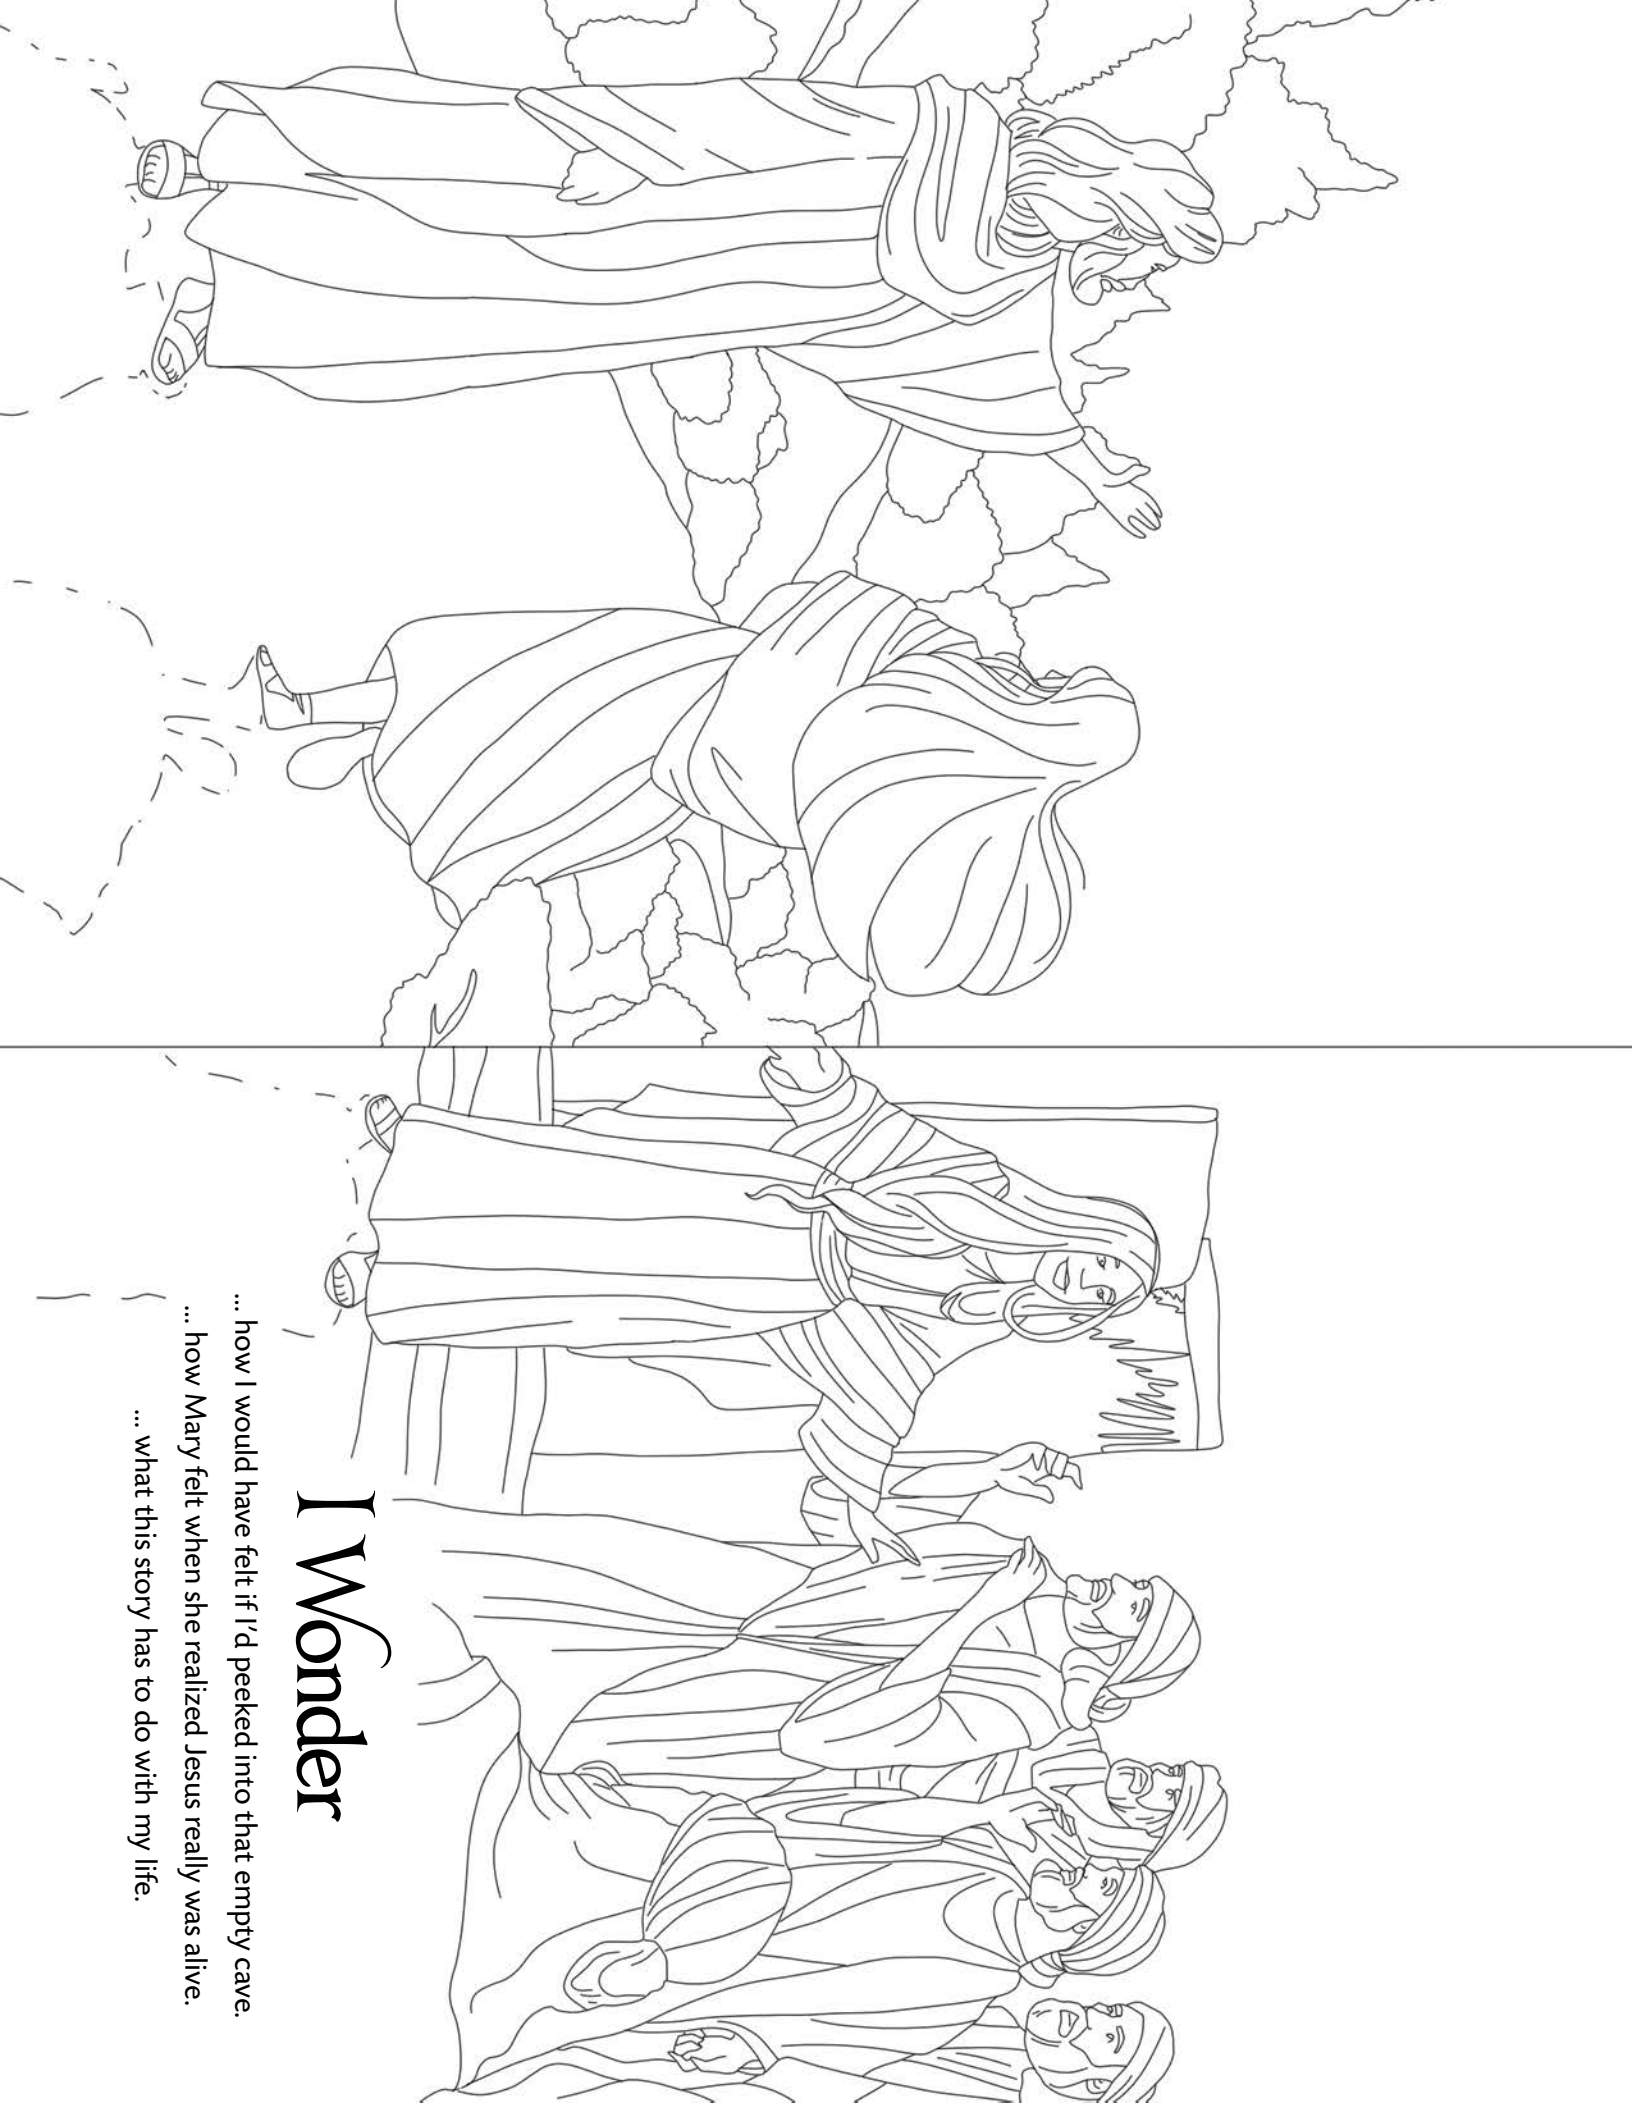 I Wonder
... how I would have felt if I'd peeked into that empty cave.
... how Mary felt when she realized Jesus really was alive.
... what this story has to do with my life.